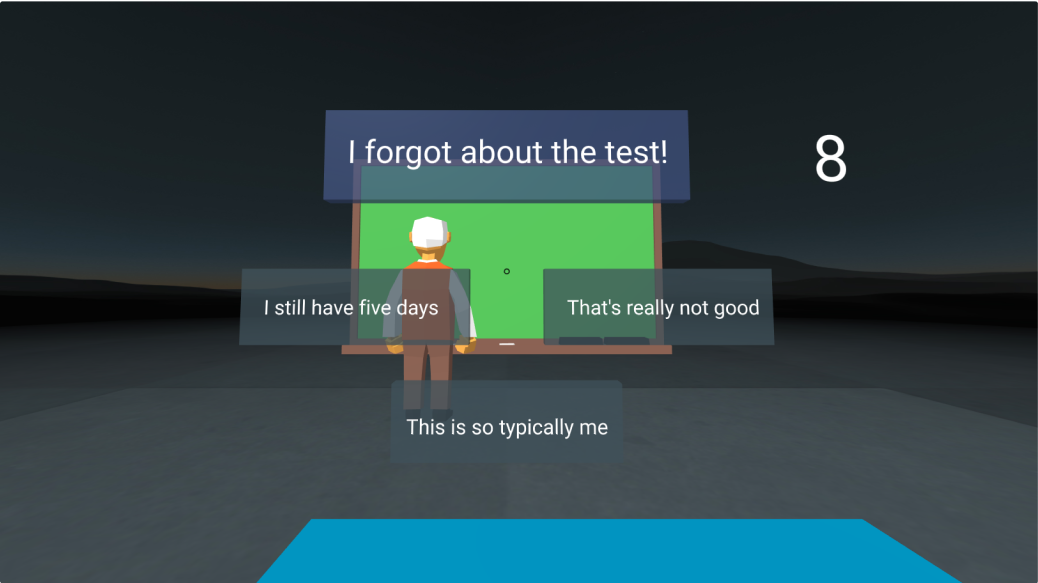 I forgot about the test!
8
I still have five days
That's really not good
This is so typically me